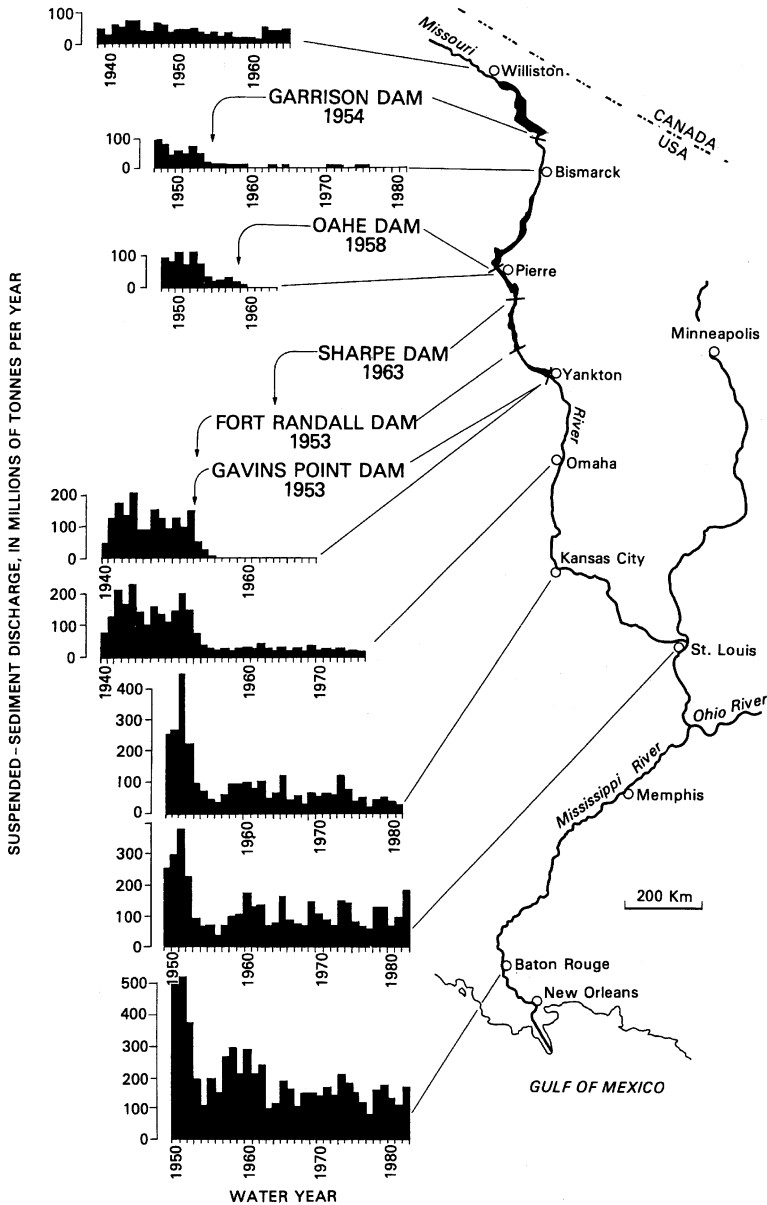 SUSPENDED-SEDIMENT DISCHARGE, IN MILLIONS OF TONNES PER YEAR
100
0
1940
1950
1960
Missouri
Williston
CANADA
USA
GARRISON DAM
1954
100
0
1950
1960
1970
1980
Bismarck
OAHE DAM
1958
100
0
1950
1960
Pierre
SHARPE DAM
1963
Minneapolis
Yankton
FORT RANDALL DAM
1953
River
GAVINS POINT DAM
1953
Omaha
200
100
0
1940
1960
Kansas City
200
100
0
1940
1960
1970
St. Louis
400
300
200
100
0
1960
1970
1980
Ohio River
Mississippi River
Memphis
300
200
100
0
1950
1960
1970
1980
200 Km
Baton Rouge
New Orleans
500
400
300
200
100
0
1950
1960
1970
1980
GULF OF MEXICO
WATER YEAR